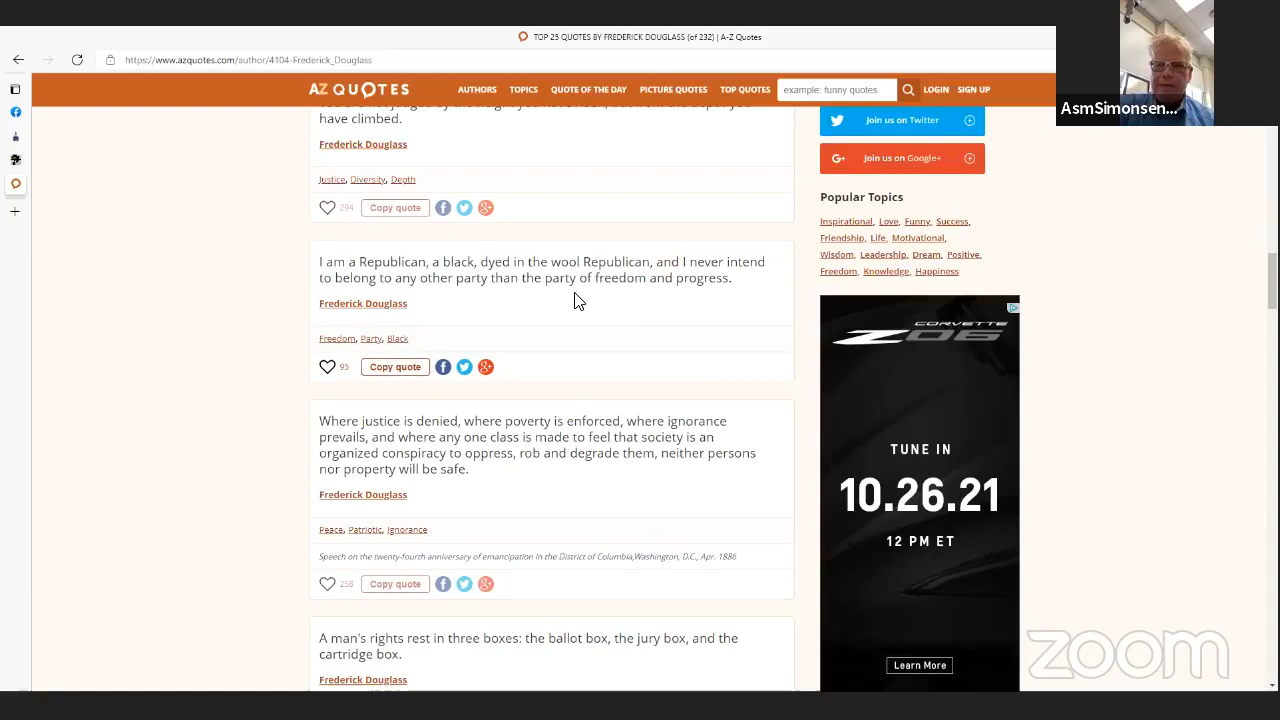 TOP 25 QUOTES BY FREDERICK DOUGLASS (of 232) | A-Z Quotes
https://www.azquotes.com/author/4104-Frederick_Douglass
AZ QUOTES
AUTHORS TOPICS QUOTE OF THE DAY PICTURE QUOTES TOP QUOTES example: funny quotes LOGIN SIGN UP
AsmSimonsen...
have climbed.
Frederick Douglass
Justice, Diversity, Depth
294 Copy quote
I am a Republican, a black, dyed in the wool Republican, and I never intend
to belong to any other party than the party of freedom and progress.
Frederick Douglass
Freedom, Party, Black
95 Copy quote
Where justice is denied, where poverty is enforced, where ignorance
prevails, and where any one class is made to feel that society is an
organized conspiracy to oppress, rob and degrade them, neither persons
nor property will be safe.
Frederick Douglass
Peace, Patriotic, Ignorance
Speech on the twenty-fourth anniversary of emancipation in the District of Columbia,Washington, D.C., Apr. 1886
258 Copy quote
A man's rights rest in three boxes: the ballot box, the jury box, and the
cartridge box.
Frederick Douglass
Join us on Twitter
G+ Join us on Google+
Popular Topics
Inspirational, Love, Funny, Success,
Friendship, Life, Motivational,
Wisdom, Leadership, Dream, Positive,
Freedom, Knowledge, Happiness
CORVETTE
Z06
TUNE IN
10.26.21
12 PM ET
Learn More
zoom